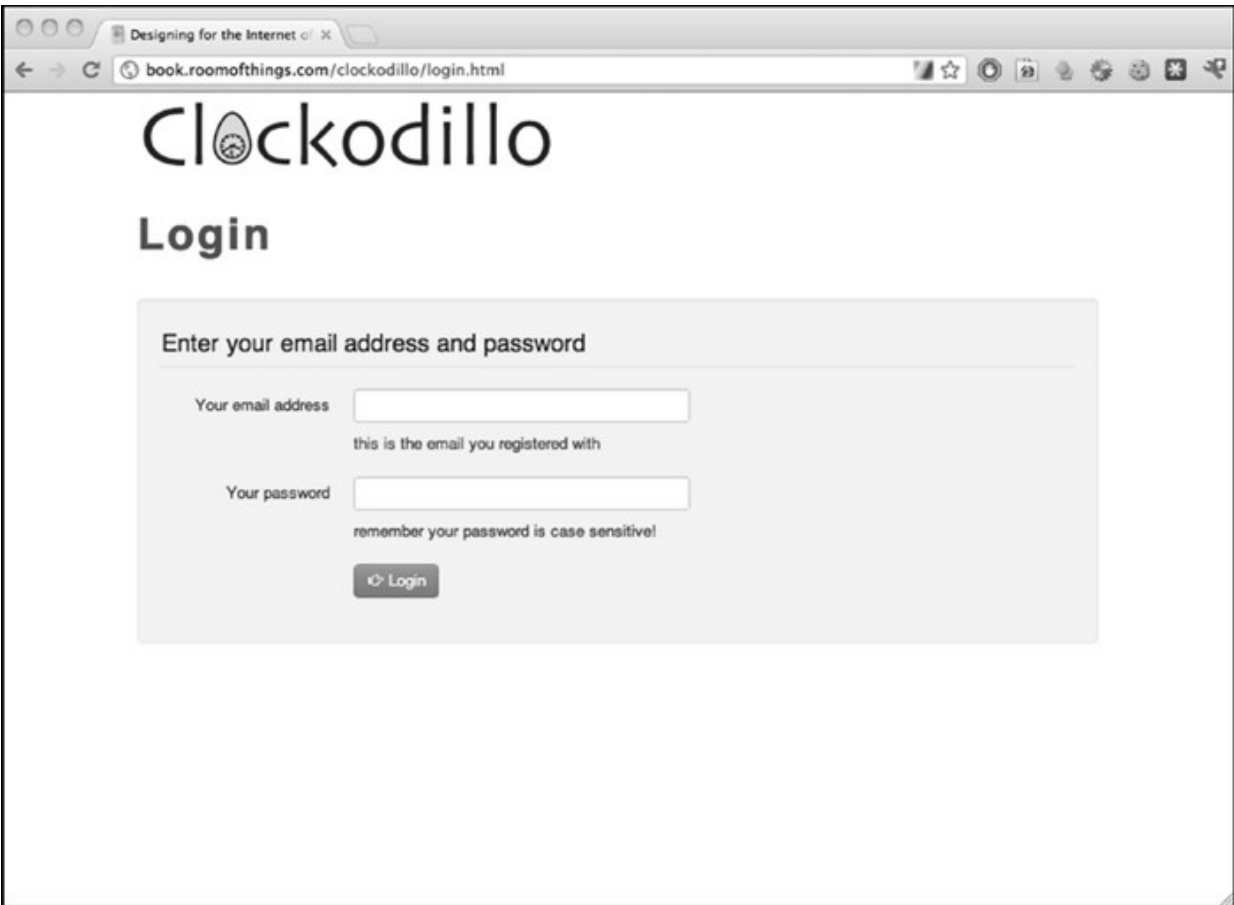 Designing for the Internet of
book.roomofthings.com/clockodillo/login.html
Clockodillo
Login
Enter your email address and password
Your email address
this is the email you registered with
Your password
remember your password is case sensitive!
Login